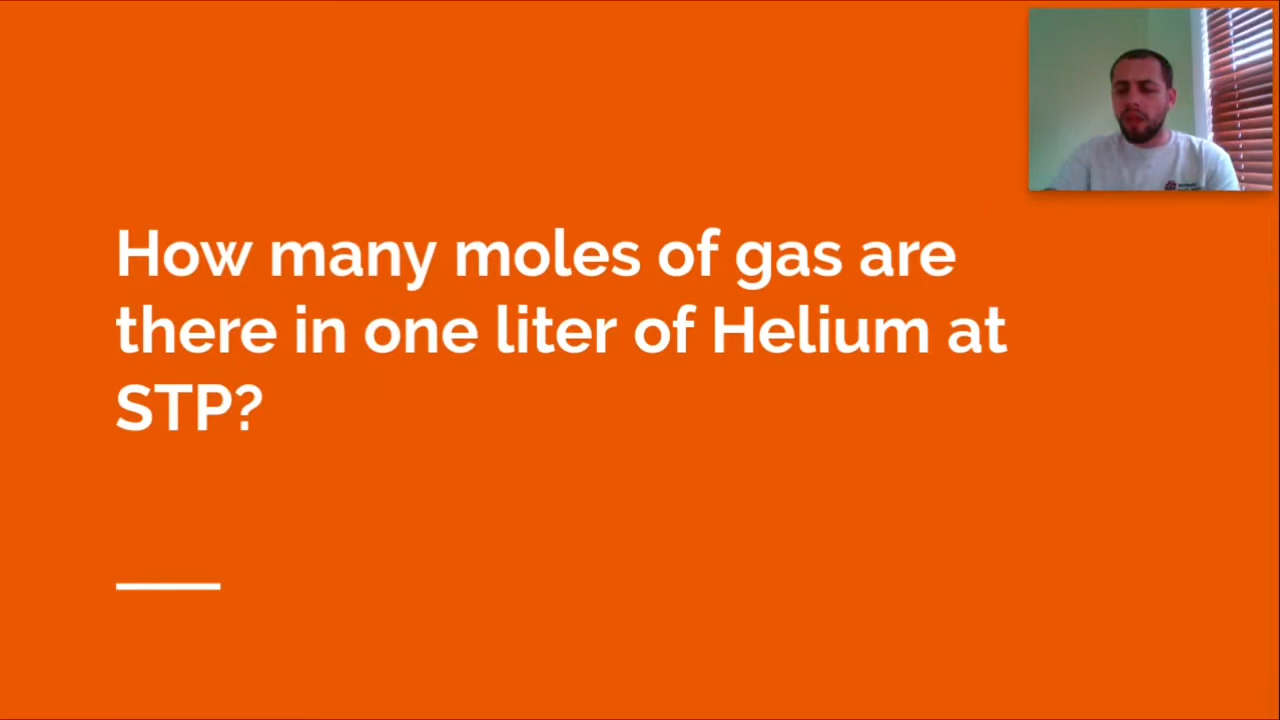 How many moles of gas are
there in one liter of Helium at
STP?